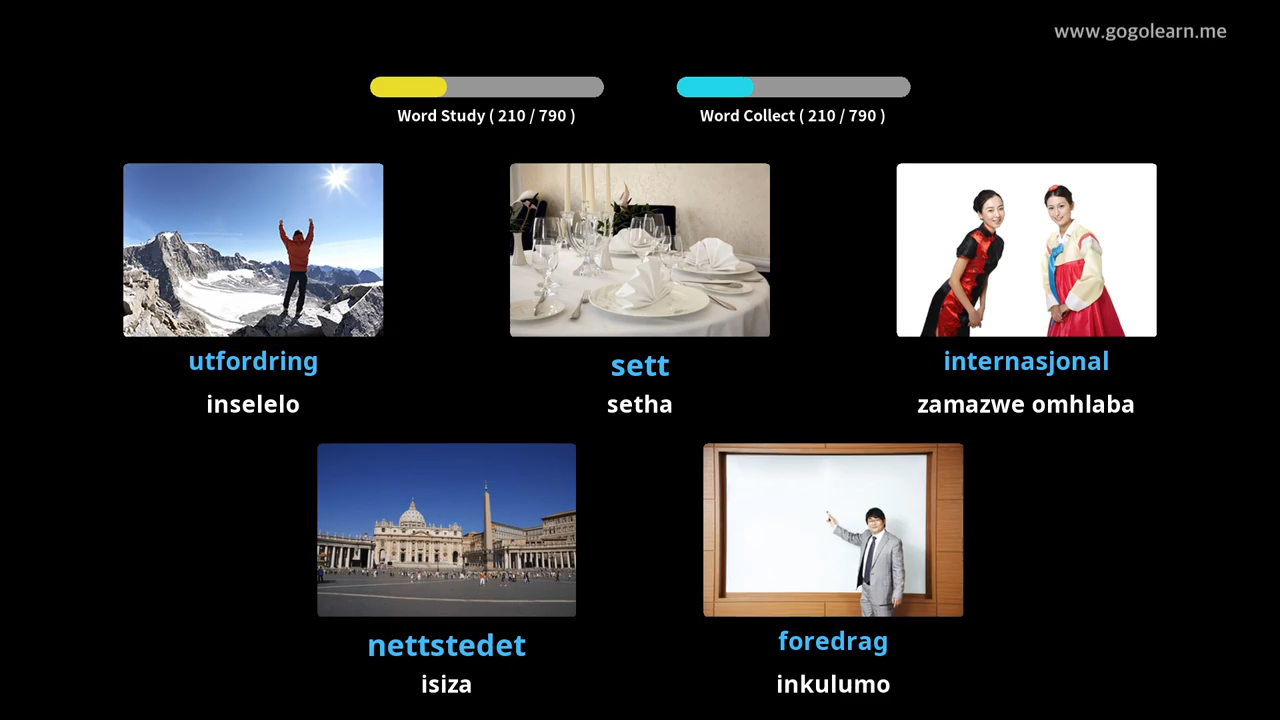 www.gogolearn.me
Word Study ( 210 / 790 )
Word Collect ( 210 / 790 )
utfordring
inselelo
sett
setha
internasjonal
zamazwe omhlaba
nettstedet
isiza
foredrag
inkulumo